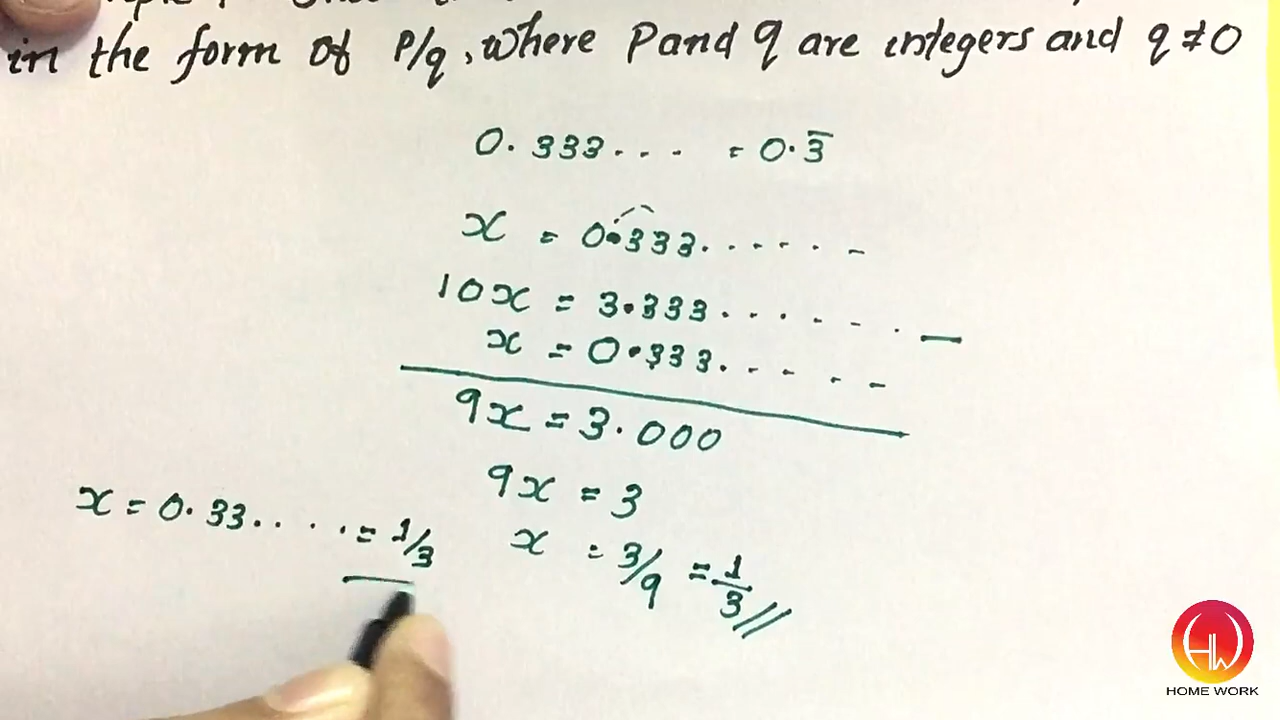 in the form of P/q, where P and q are integers and q ≠ 0
0.333... = 0.3̅
x = 0.333......
10x = 3.333......
x = 0.333.....
9x = 3.000
9x = 3
x = 3/9 = 1/3 //
x = 0.33..... = 1/3
HW
HOME WORK